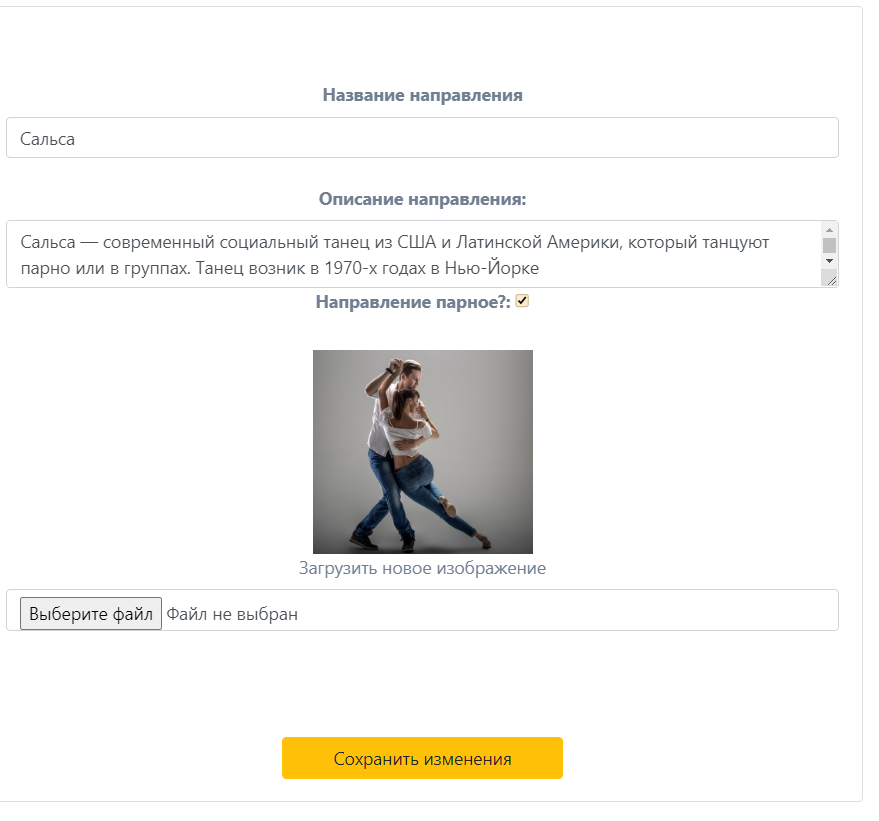 Название направления
Сальса
Описание направления:
Сальса — современный социальный танец из США и Латинской Америки, который танцуют
парно или в группах. Танец возник в 1970-х годах в Нью-Йорке
Направление парное?:
Загрузить новое изображение
Выберите файл Файл не выбран
Сохранить изменения